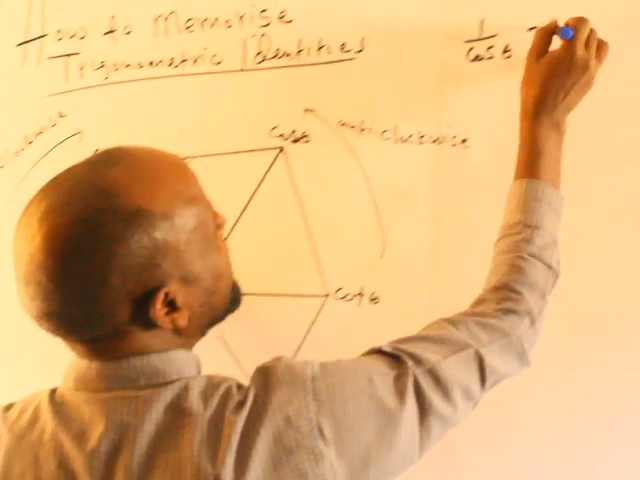 How to Memorise
Trigonometric Identities
1
cos θ
cos θ
anti-clockwise
cot θ